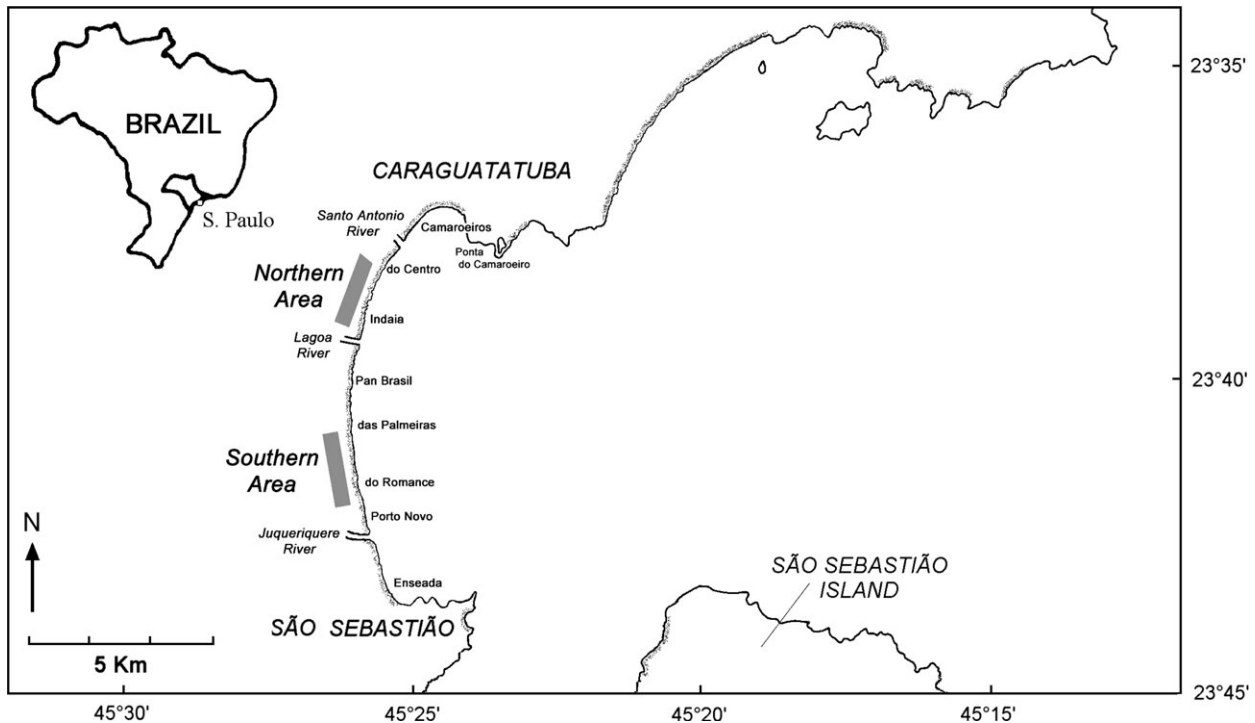 BRAZIL
S. Paulo
CARAGUATATUBA
Santo Antonio
River
Camaroeiros
Ponta
do Camaroeiro
do Centro
Northern
Area
Indaia
Lagoa
River
Pan Brasil
das Palmeiras
Southern
Area
do Romance
Porto Novo
Juqueriquere
River
Enseada
SÃO SEBASTIÃO
SÃO SEBASTIÃO
ISLAND
N
5 Km
23°35'
23°40'
23°45'
45°30'
45°25'
45°20'
45°15'